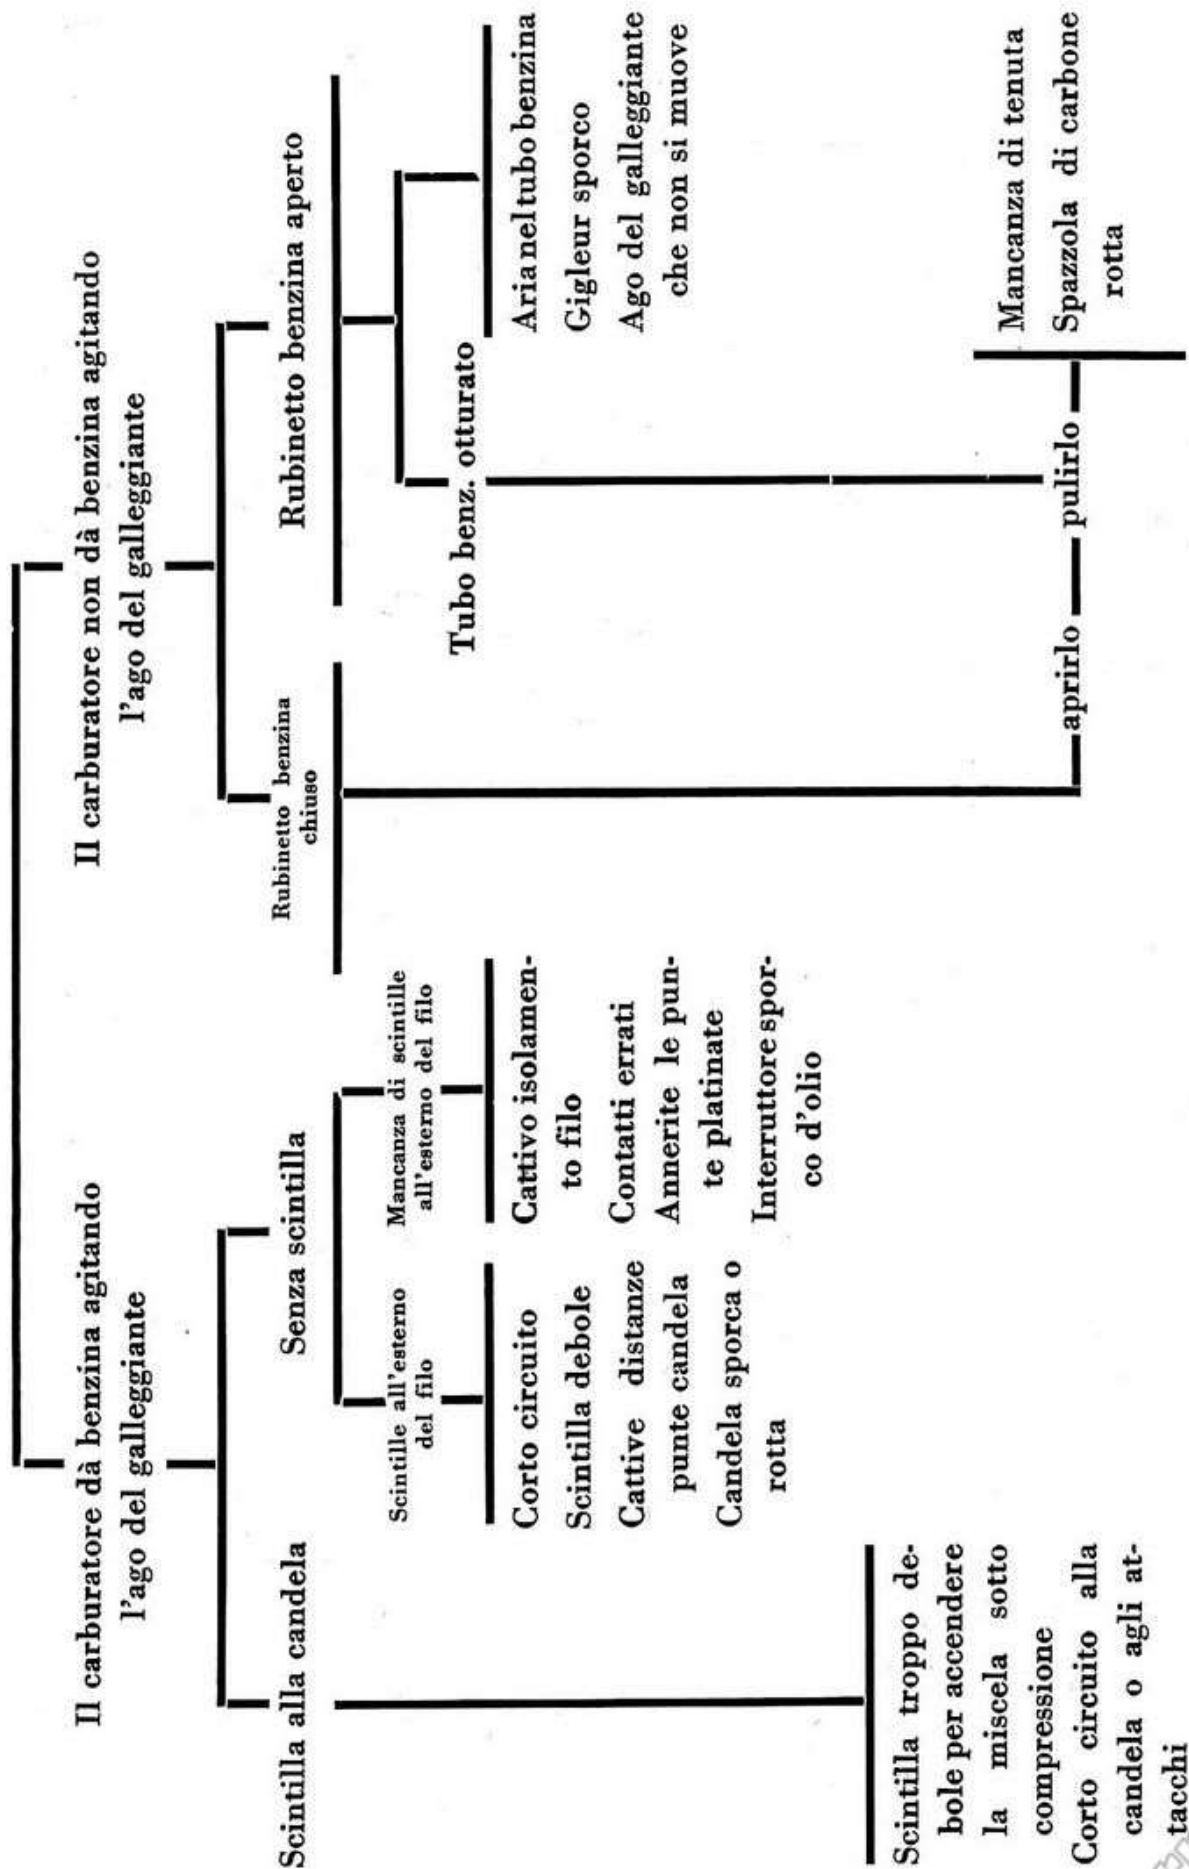 Il carburatore dà benzina agitando
l'ago del galleggiante
Scintilla alla candela
Scintilla troppo de-
bole per accendere
la miscela sotto
compressione
Corto circuito alla
candela o agli at-
tacchi
Senza scintilla
Scintille all'esterno
del filo
Corto circuito
Scintilla debole
Cattive distanze
punte candela
Candela sporca o
rotta
Mancanza di scintille
all'esterno del filo
Cattivo isolamen-
to filo
Contatti errati
Annerite le pun-
te platinate
Interruttore spor-
co d'olio
Il carburatore non dà benzina agitando
l'ago del galleggiante
Rubinetto benzina
chiuso
aprirlo
Rubinetto benzina aperto
Tubo benz. otturato
pulirlo
Aria nel tubo benzina
Gigleur sporco
Ago del galleggiante
che non si muove
Mancanza di tenuta
Spazzola di carbone
rotta